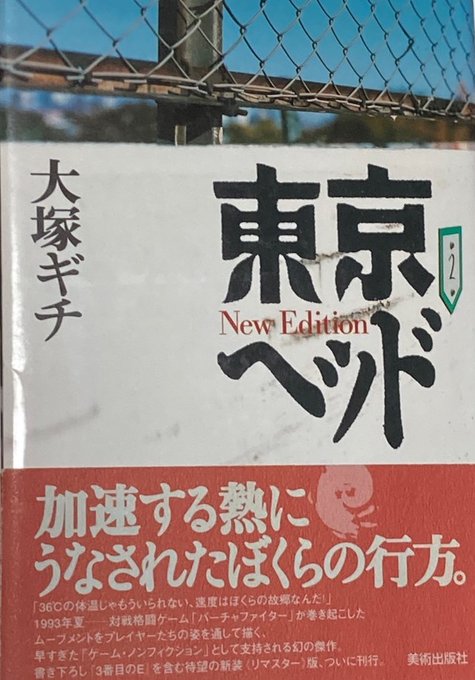 東京
ヘッド
New Edition
2
大塚ギチ
加速する熱に
うなされたぼくらの行方。
「36℃の体温じゃもういられない、速度はぼくらの故郷なんだ!」
1993年夏──対戦格闘ゲーム「バーチャファイター」が巻き起こした
ムーブメントをプレイヤーたちの姿を通して描く、
早すぎた「ゲーム・ノンフィクション」として支持される幻の傑作。
書き下ろし「3番目のE」を含む待望の新装〈リマスター〉版、ついに刊行。
美術出版社